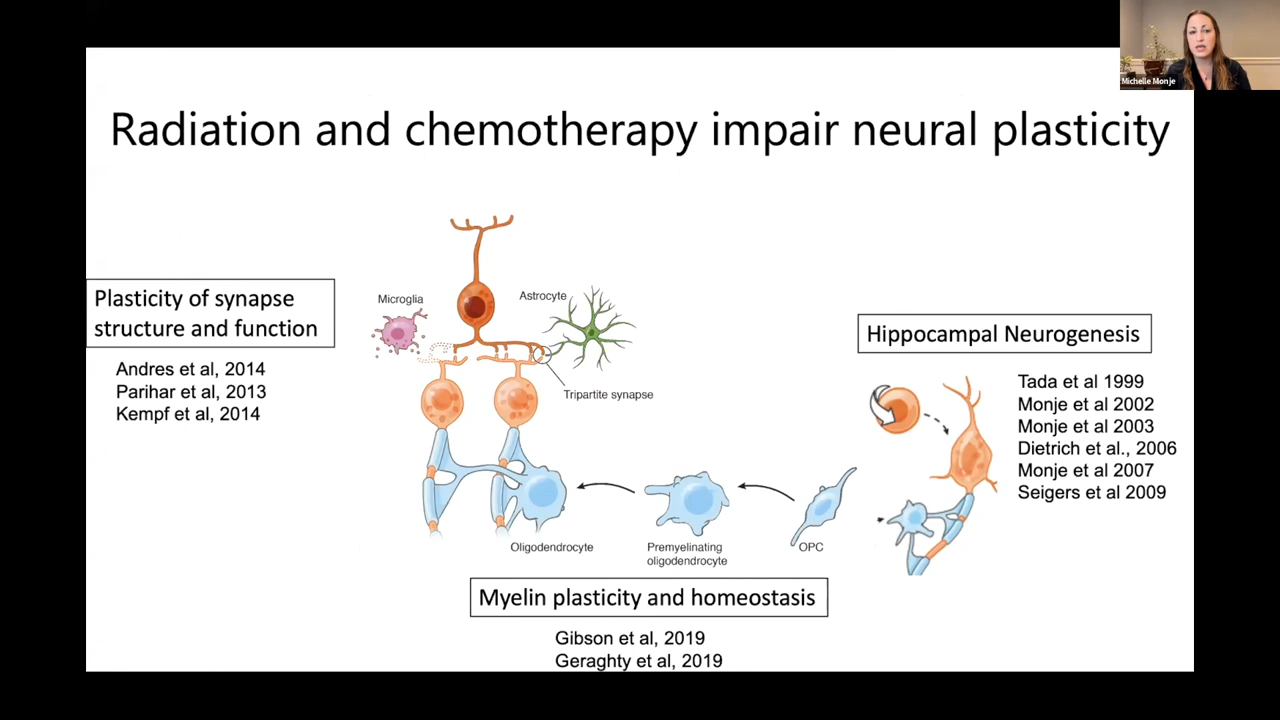 Michelle Monje
Radiation and chemotherapy impair neural plasticity
Plasticity of synapse
structure and function
Andres et al, 2014
Parihar et al, 2013
Kempf et al, 2014
Microglia
Astrocyte
Tripartite synapse
Hippocampal Neurogenesis
Tada et al 1999
Monje et al 2002
Monje et al 2003
Dietrich et al., 2006
Monje et al 2007
Seigers et al 2009
Oligodendrocyte
Premyelinating
oligodendrocyte
OPC
Myelin plasticity and homeostasis
Gibson et al, 2019
Geraghty et al, 2019